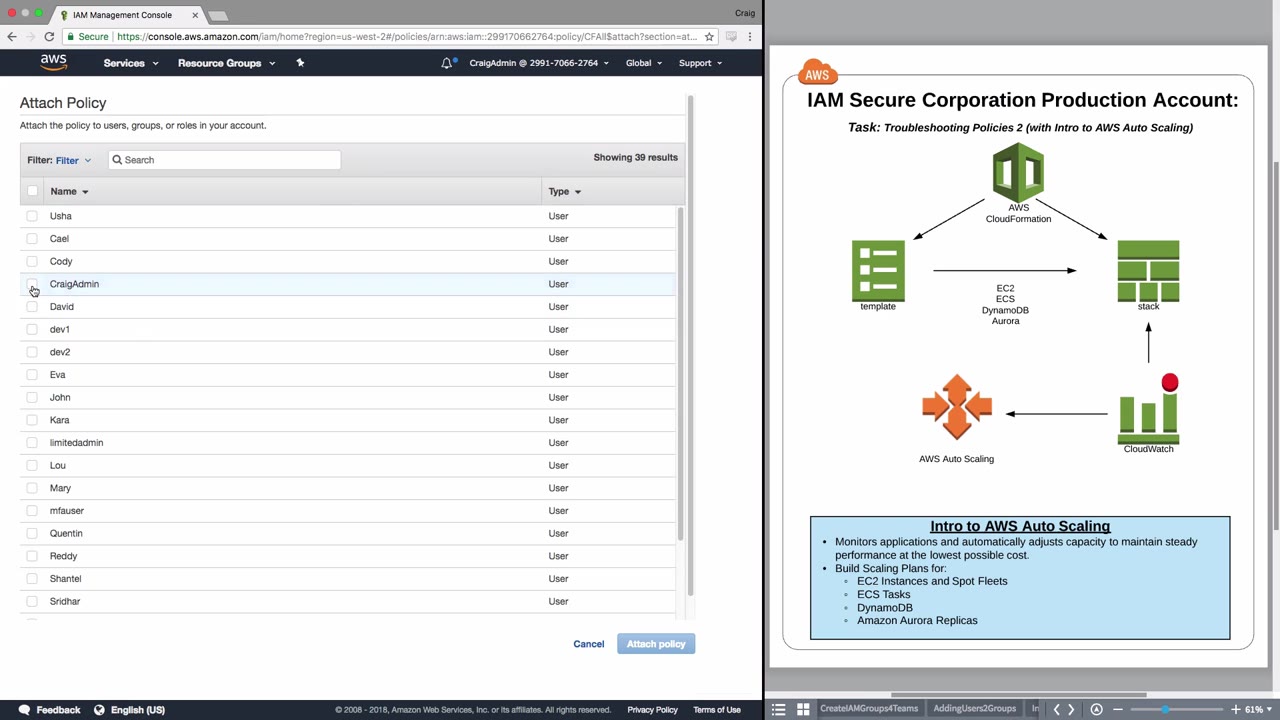 IAM Management Console
Craig
Secure
https://console.aws.amazon.com/iam/home?region=us-west-2#/policies/arn:aws:iam::299170662764:policy/CFAll$attach?section=at...
aws
Services
Resource Groups
CraigAdmin @ 2991-7066-2764
Global
Support
Attach Policy
Attach the policy to users, groups, or roles in your account.
Filter: Filter
Search
Showing 39 results
Name
Type
Usha User
Cael User
Cody User
CraigAdmin User
David User
dev1 User
dev2 User
Eva User
John User
Kara User
limitedadmin User
Lou User
Mary User
mfauser User
Quentin User
Reddy User
Shantel User
Sridhar User
Cancel
Attach policy
Feedback
English (US)
© 2008 - 2018, Amazon Web Services, Inc. or its affiliates. All rights reserved.
Privacy Policy
Terms of Use
AWS
IAM Secure Corporation Production Account:
Task: Troubleshooting Policies 2 (with Intro to AWS Auto Scaling)
AWS
CloudFormation
template
EC2
ECS
DynamoDB
Aurora
stack
AWS Auto Scaling
CloudWatch
Intro to AWS Auto Scaling
• Monitors applications and automatically adjusts capacity to maintain steady
performance at the lowest possible cost.
• Build Scaling Plans for:
◦ EC2 Instances and Spot Fleets
◦ ECS Tasks
◦ DynamoDB
◦ Amazon Aurora Replicas
CreateIAMGroups4Teams
AddingUsers2Groups
61%